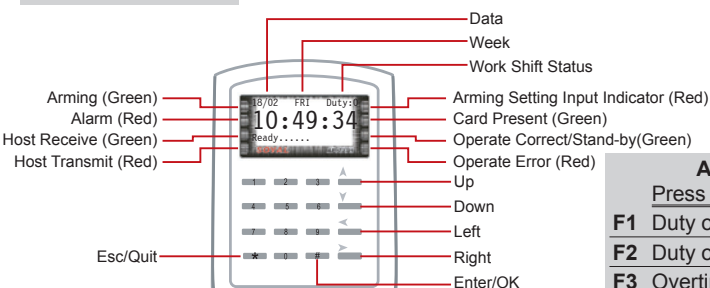 Data
Week
Work Shift Status
Arming (Green)
Alarm (Red)
Host Receive (Green)
Host Transmit (Red)
18/02 FRI Duty:0
10:49:34
Ready......
Arming Setting Input Indicator (Red)
Card Present (Green)
Operate Correct/Stand-by(Green)
Operate Error (Red)
1 2 3
4 5 6
7 8 9
* 0 #
Up
Down
Left
Right
Enter/OK
Esc/Quit
A
Press
F1 Duty o
F2 Duty o
F3 Overti